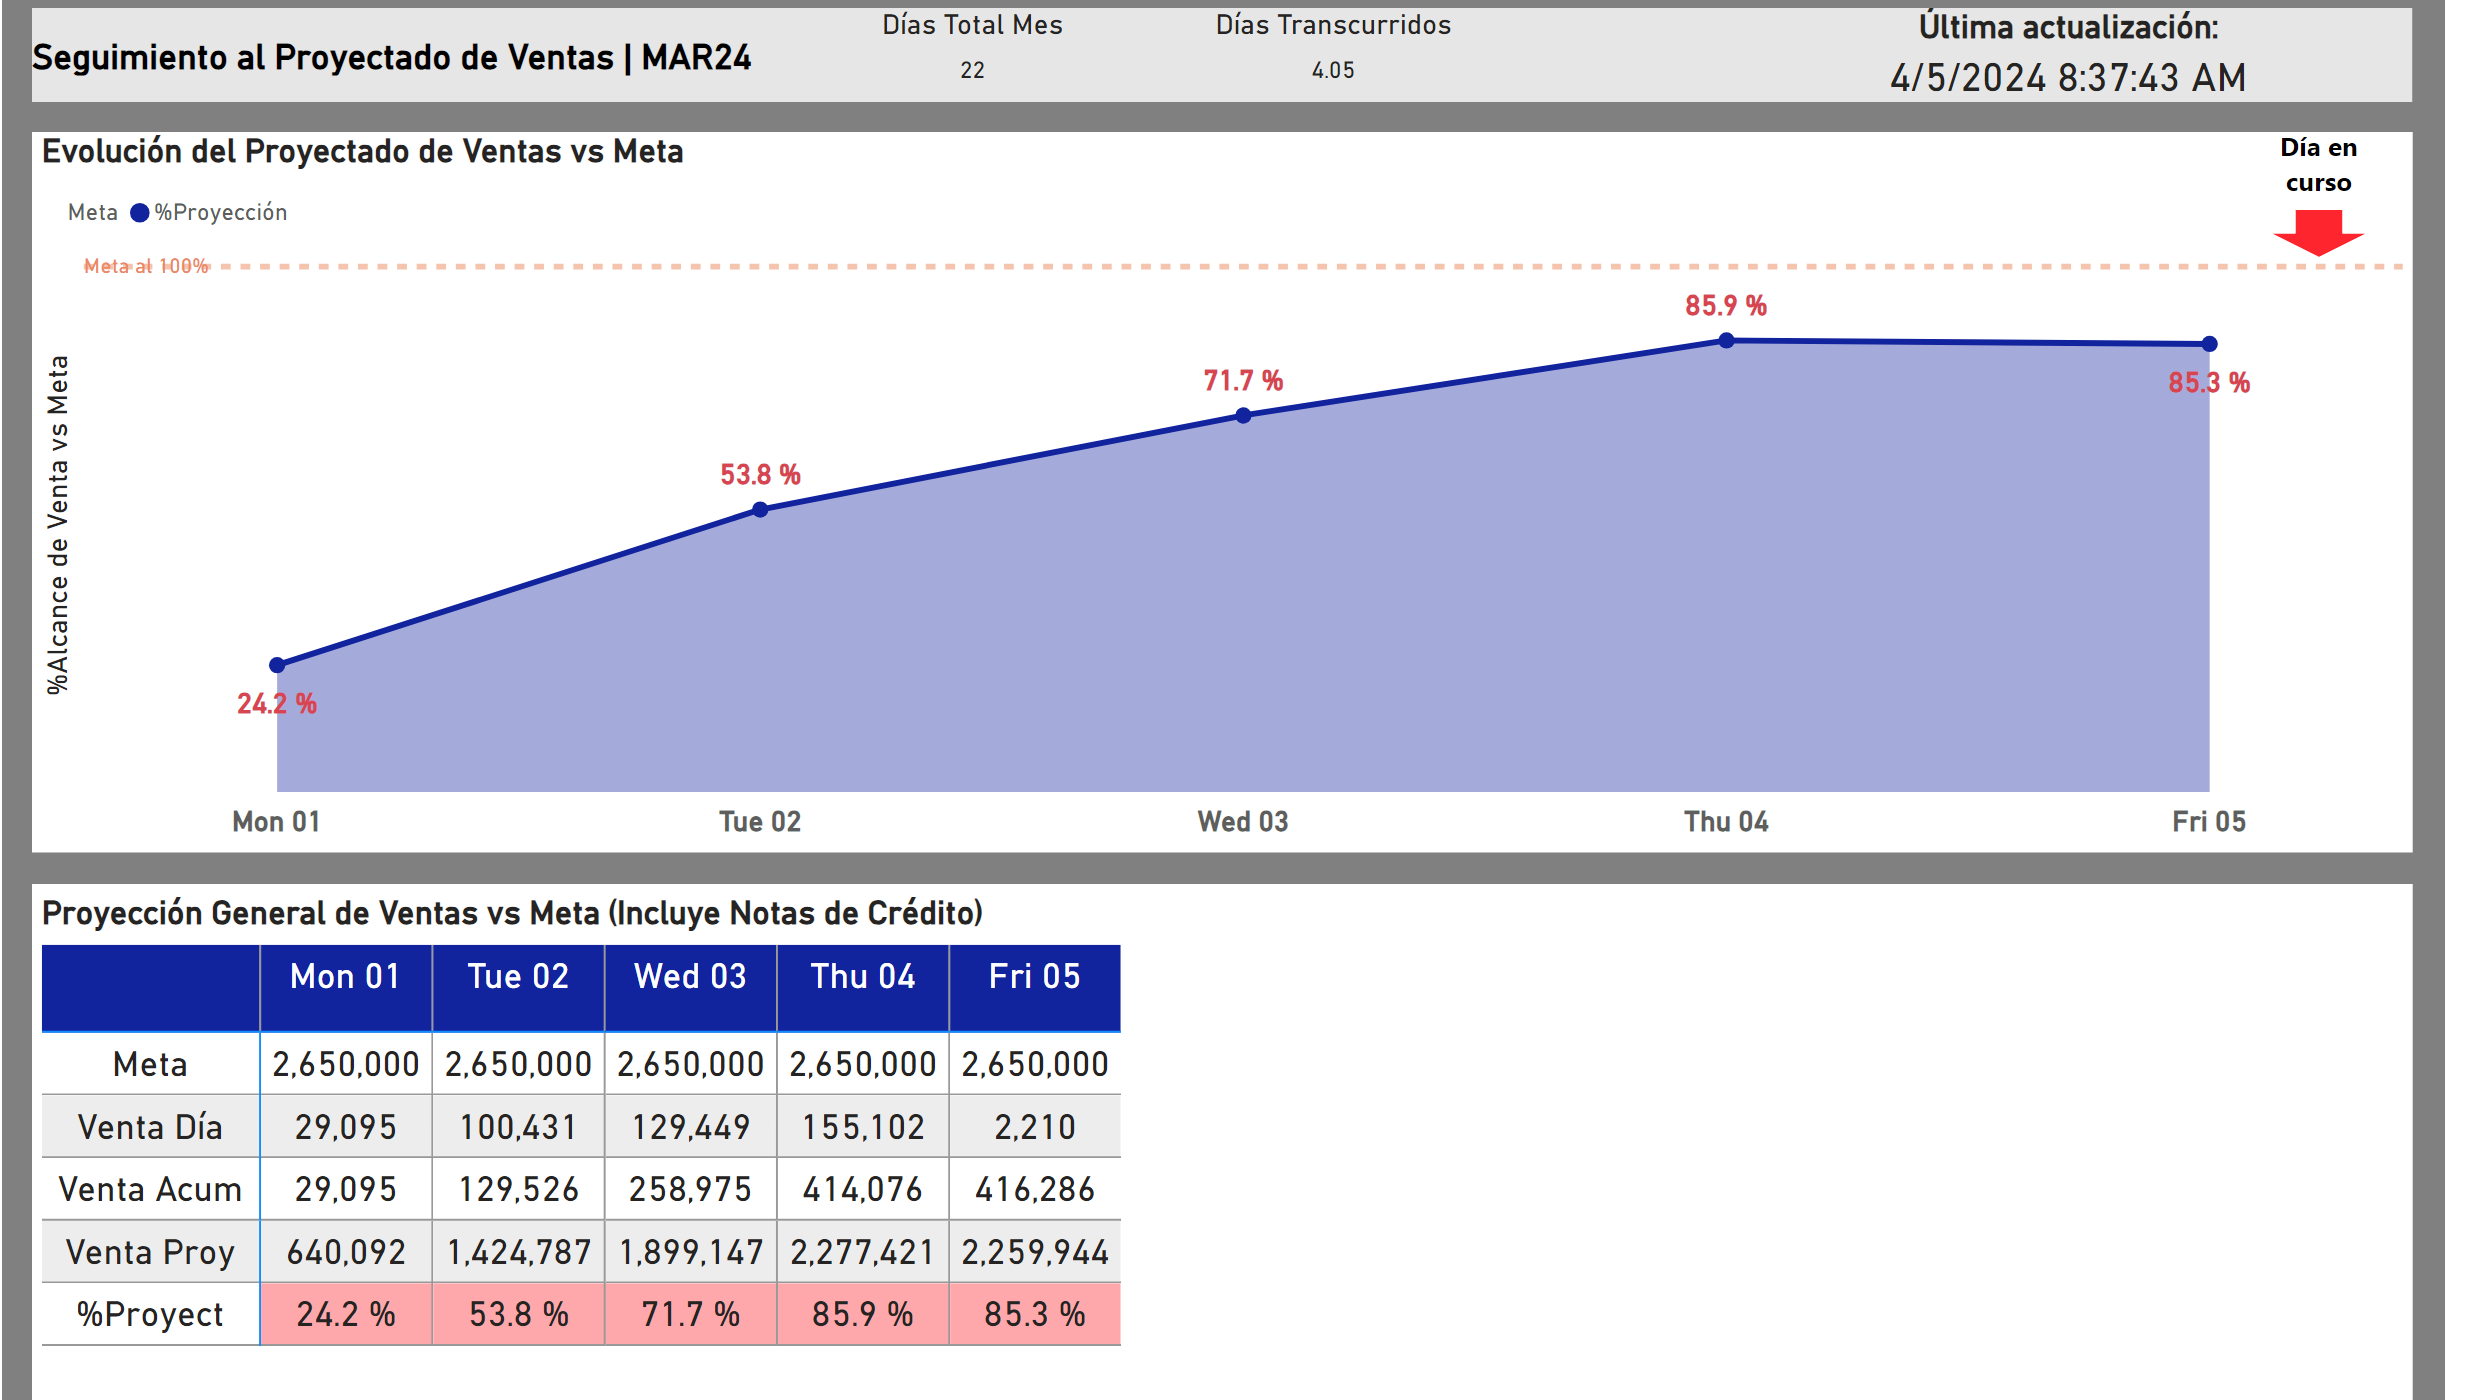 Seguimiento al Proyectado de Ventas | MAR24
Días Total Mes
22
Días Transcurridos
4.05
Última actualización:
4/5/2024 8:37:43 AM
Evolución del Proyectado de Ventas vs Meta
Día en
curso
Meta %Proyección
Meta al 100%
%Alcance de Venta vs Meta
24.2 %
53.8 %
71.7 %
85.9 %
85.3 %
Mon 01 Tue 02 Wed 03 Thu 04 Fri 05
Proyección General de Ventas vs Meta (Incluye Notas de Crédito)
Mon 01 Tue 02 Wed 03 Thu 04 Fri 05
Meta 2,650,000 2,650,000 2,650,000 2,650,000 2,650,000
Venta Día 29,095 100,431 129,449 155,102 2,210
Venta Acum 29,095 129,526 258,975 414,076 416,286
Venta Proy 640,092 1,424,787 1,899,147 2,277,421 2,259,944
%Proyect 24.2 % 53.8 % 71.7 % 85.9 % 85.3 %